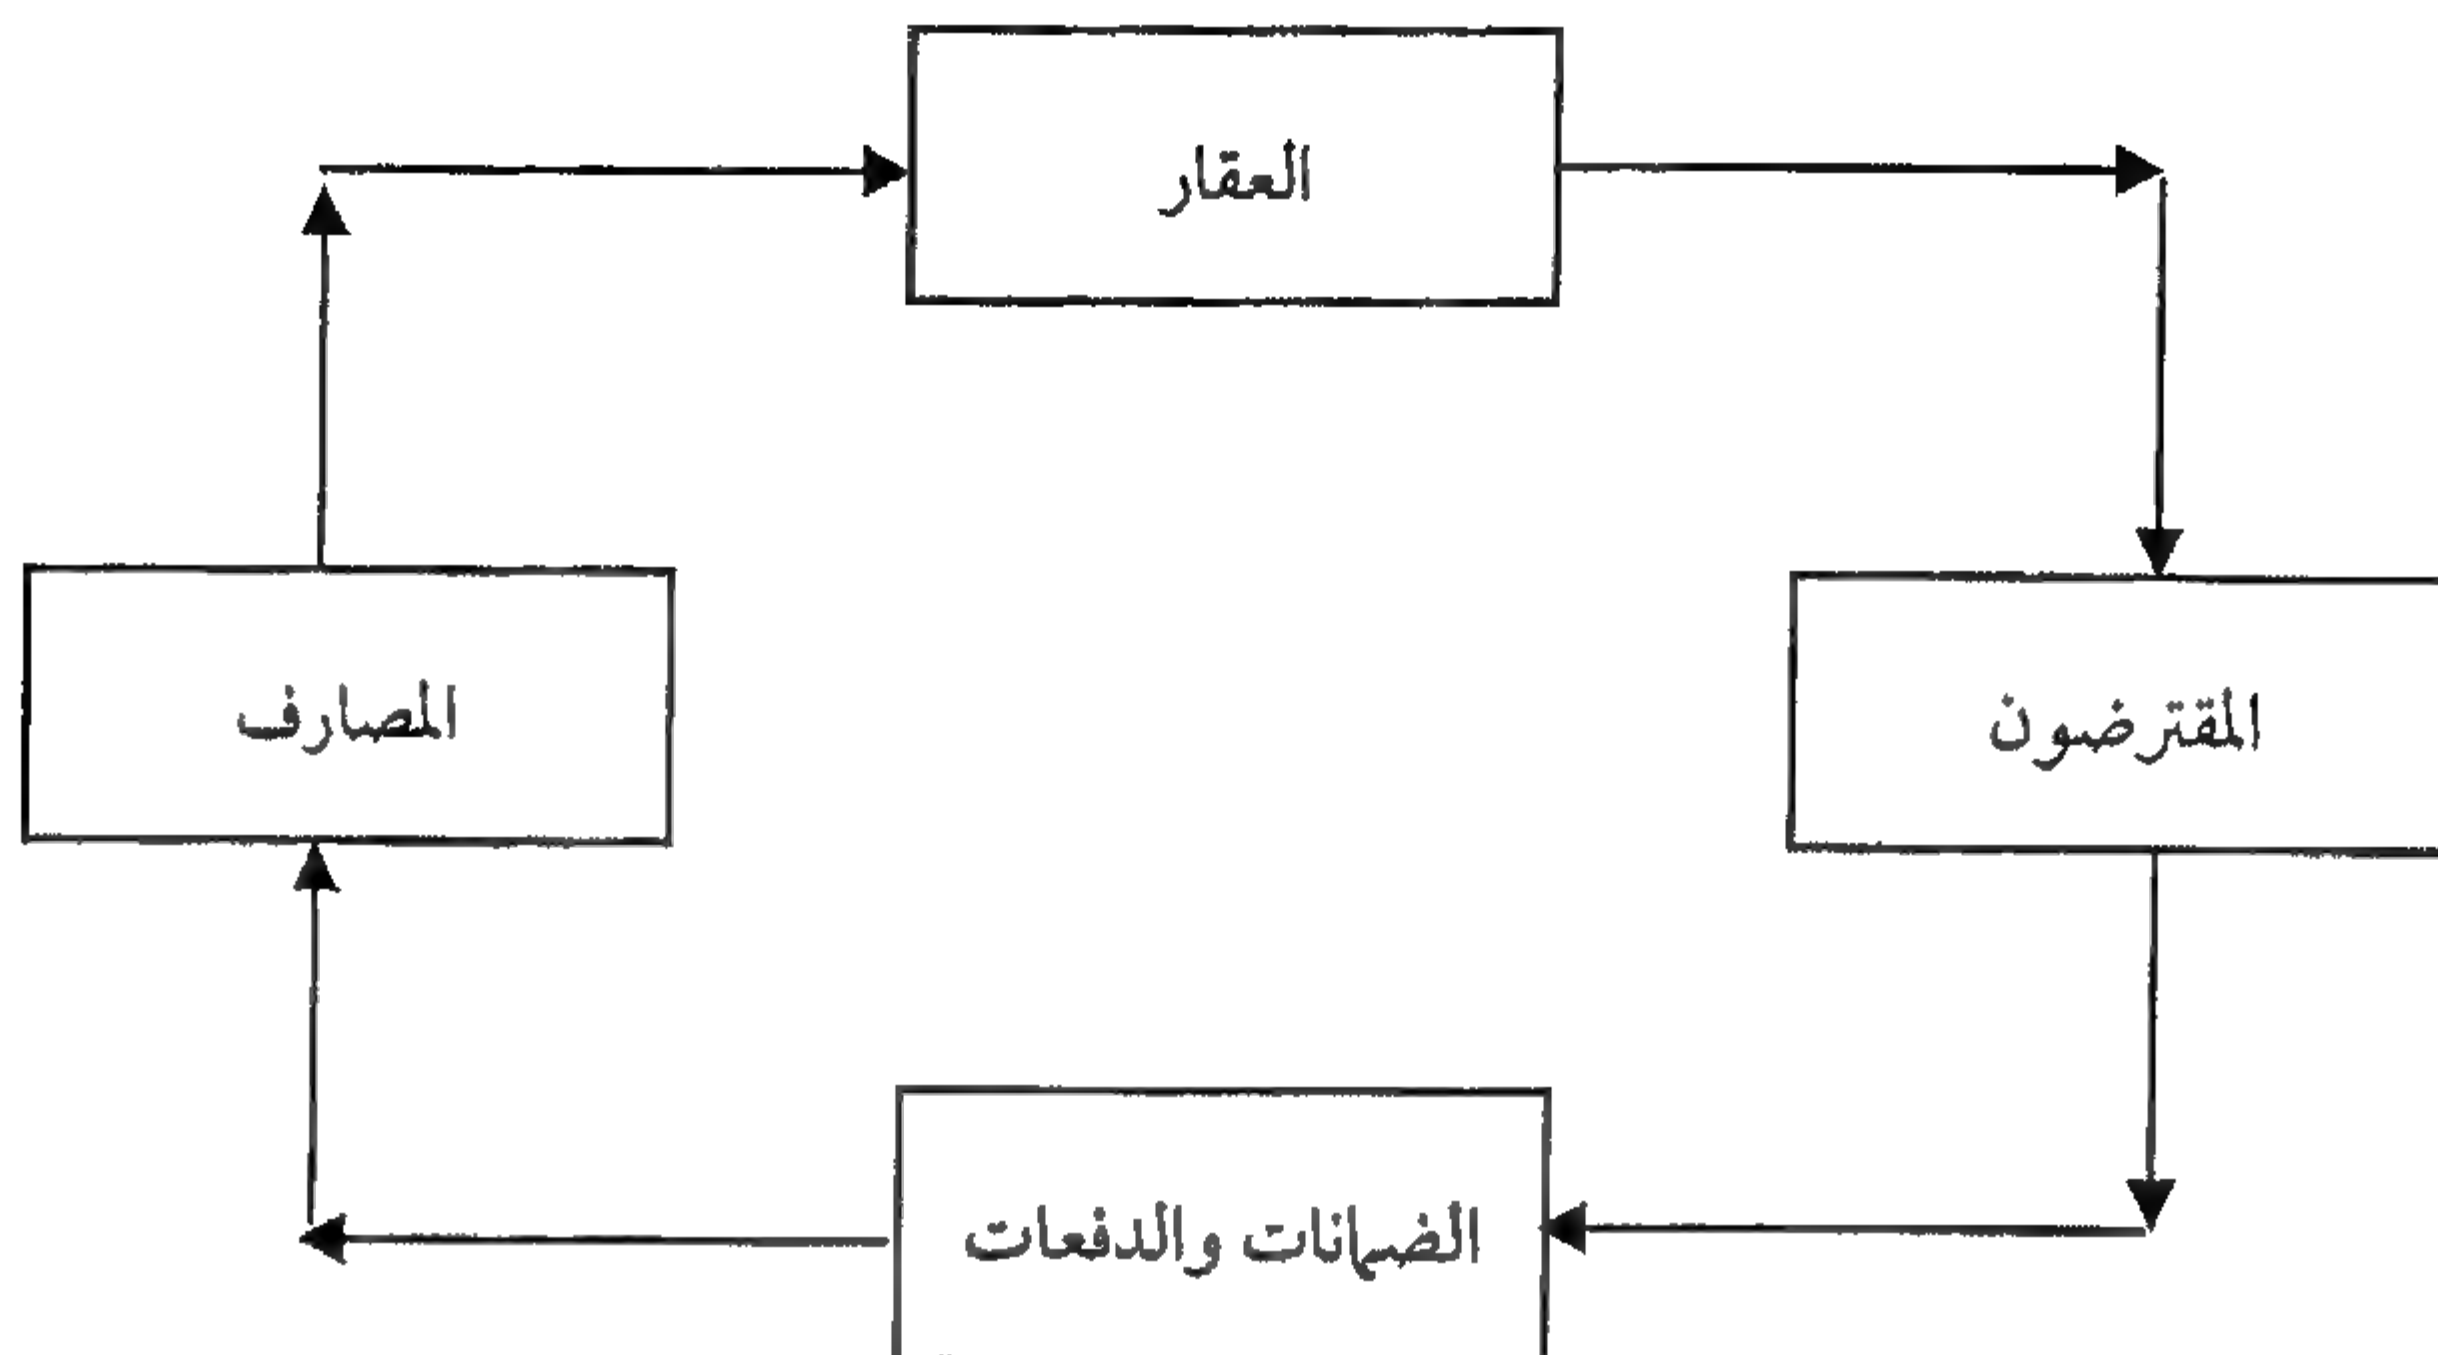 العقار
المقترضون
المصارف
الضمانات والدفعات